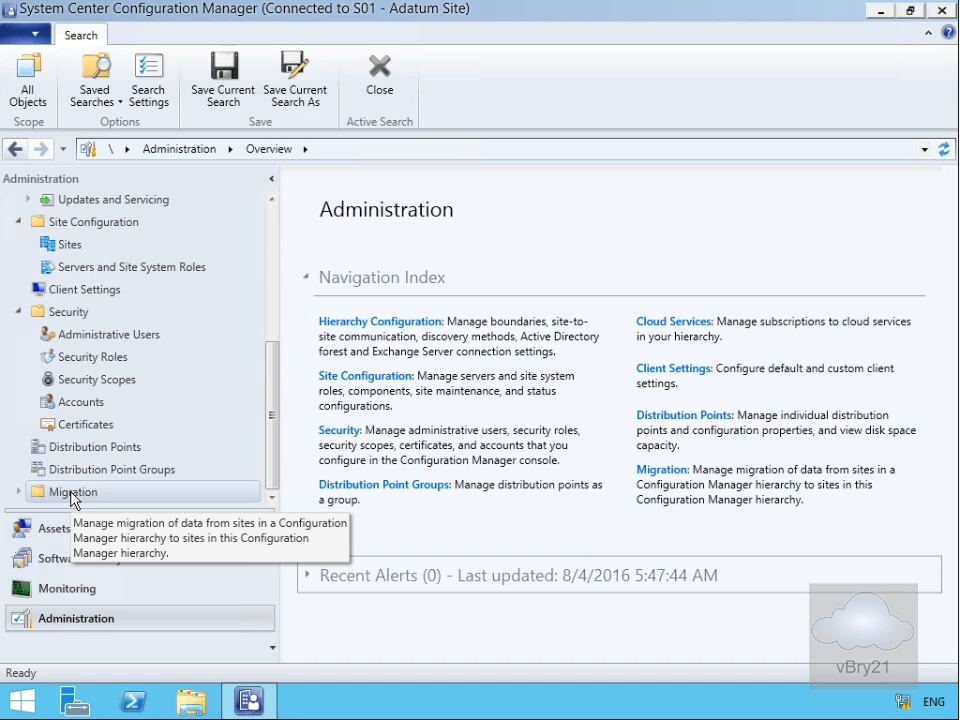 System Center Configuration Manager (Connected to S01 - Adatum Site)
Search
All Objects
Saved Searches
Search Settings
Save Current Search
Save Current Search As
Close
Scope
Options
Save
Active Search
\ Administration Overview
Administration
Updates and Servicing
Site Configuration
Sites
Servers and Site System Roles
Client Settings
Security
Administrative Users
Security Roles
Security Scopes
Accounts
Certificates
Distribution Points
Distribution Point Groups
Migration
Manage migration of data from sites in a Configuration
Manager hierarchy to sites in this Configuration
Manager hierarchy.
Assets
Monitoring
Administration
Administration
Navigation Index
Hierarchy Configuration: Manage boundaries, site-to-
site communication, discovery methods, Active Directory
forest and Exchange Server connection settings.
Site Configuration: Manage servers and site system
roles, components, site maintenance, and status
configurations.
Security: Manage administrative users, security roles,
security scopes, certificates, and accounts that you
configure in the Configuration Manager console.
Distribution Point Groups: Manage distribution points as
a group.
Cloud Services: Manage subscriptions to cloud services
in your hierarchy.
Client Settings: Configure default and custom client
settings.
Distribution Points: Manage individual distribution
points and configuration properties, and view disk space
capacity.
Migration: Manage migration of data from sites in a
Configuration Manager hierarchy to sites in this
Configuration Manager hierarchy.
Recent Alerts (0) - Last updated: 8/4/2016 5:47:44 AM
vBry21
Ready
ENG